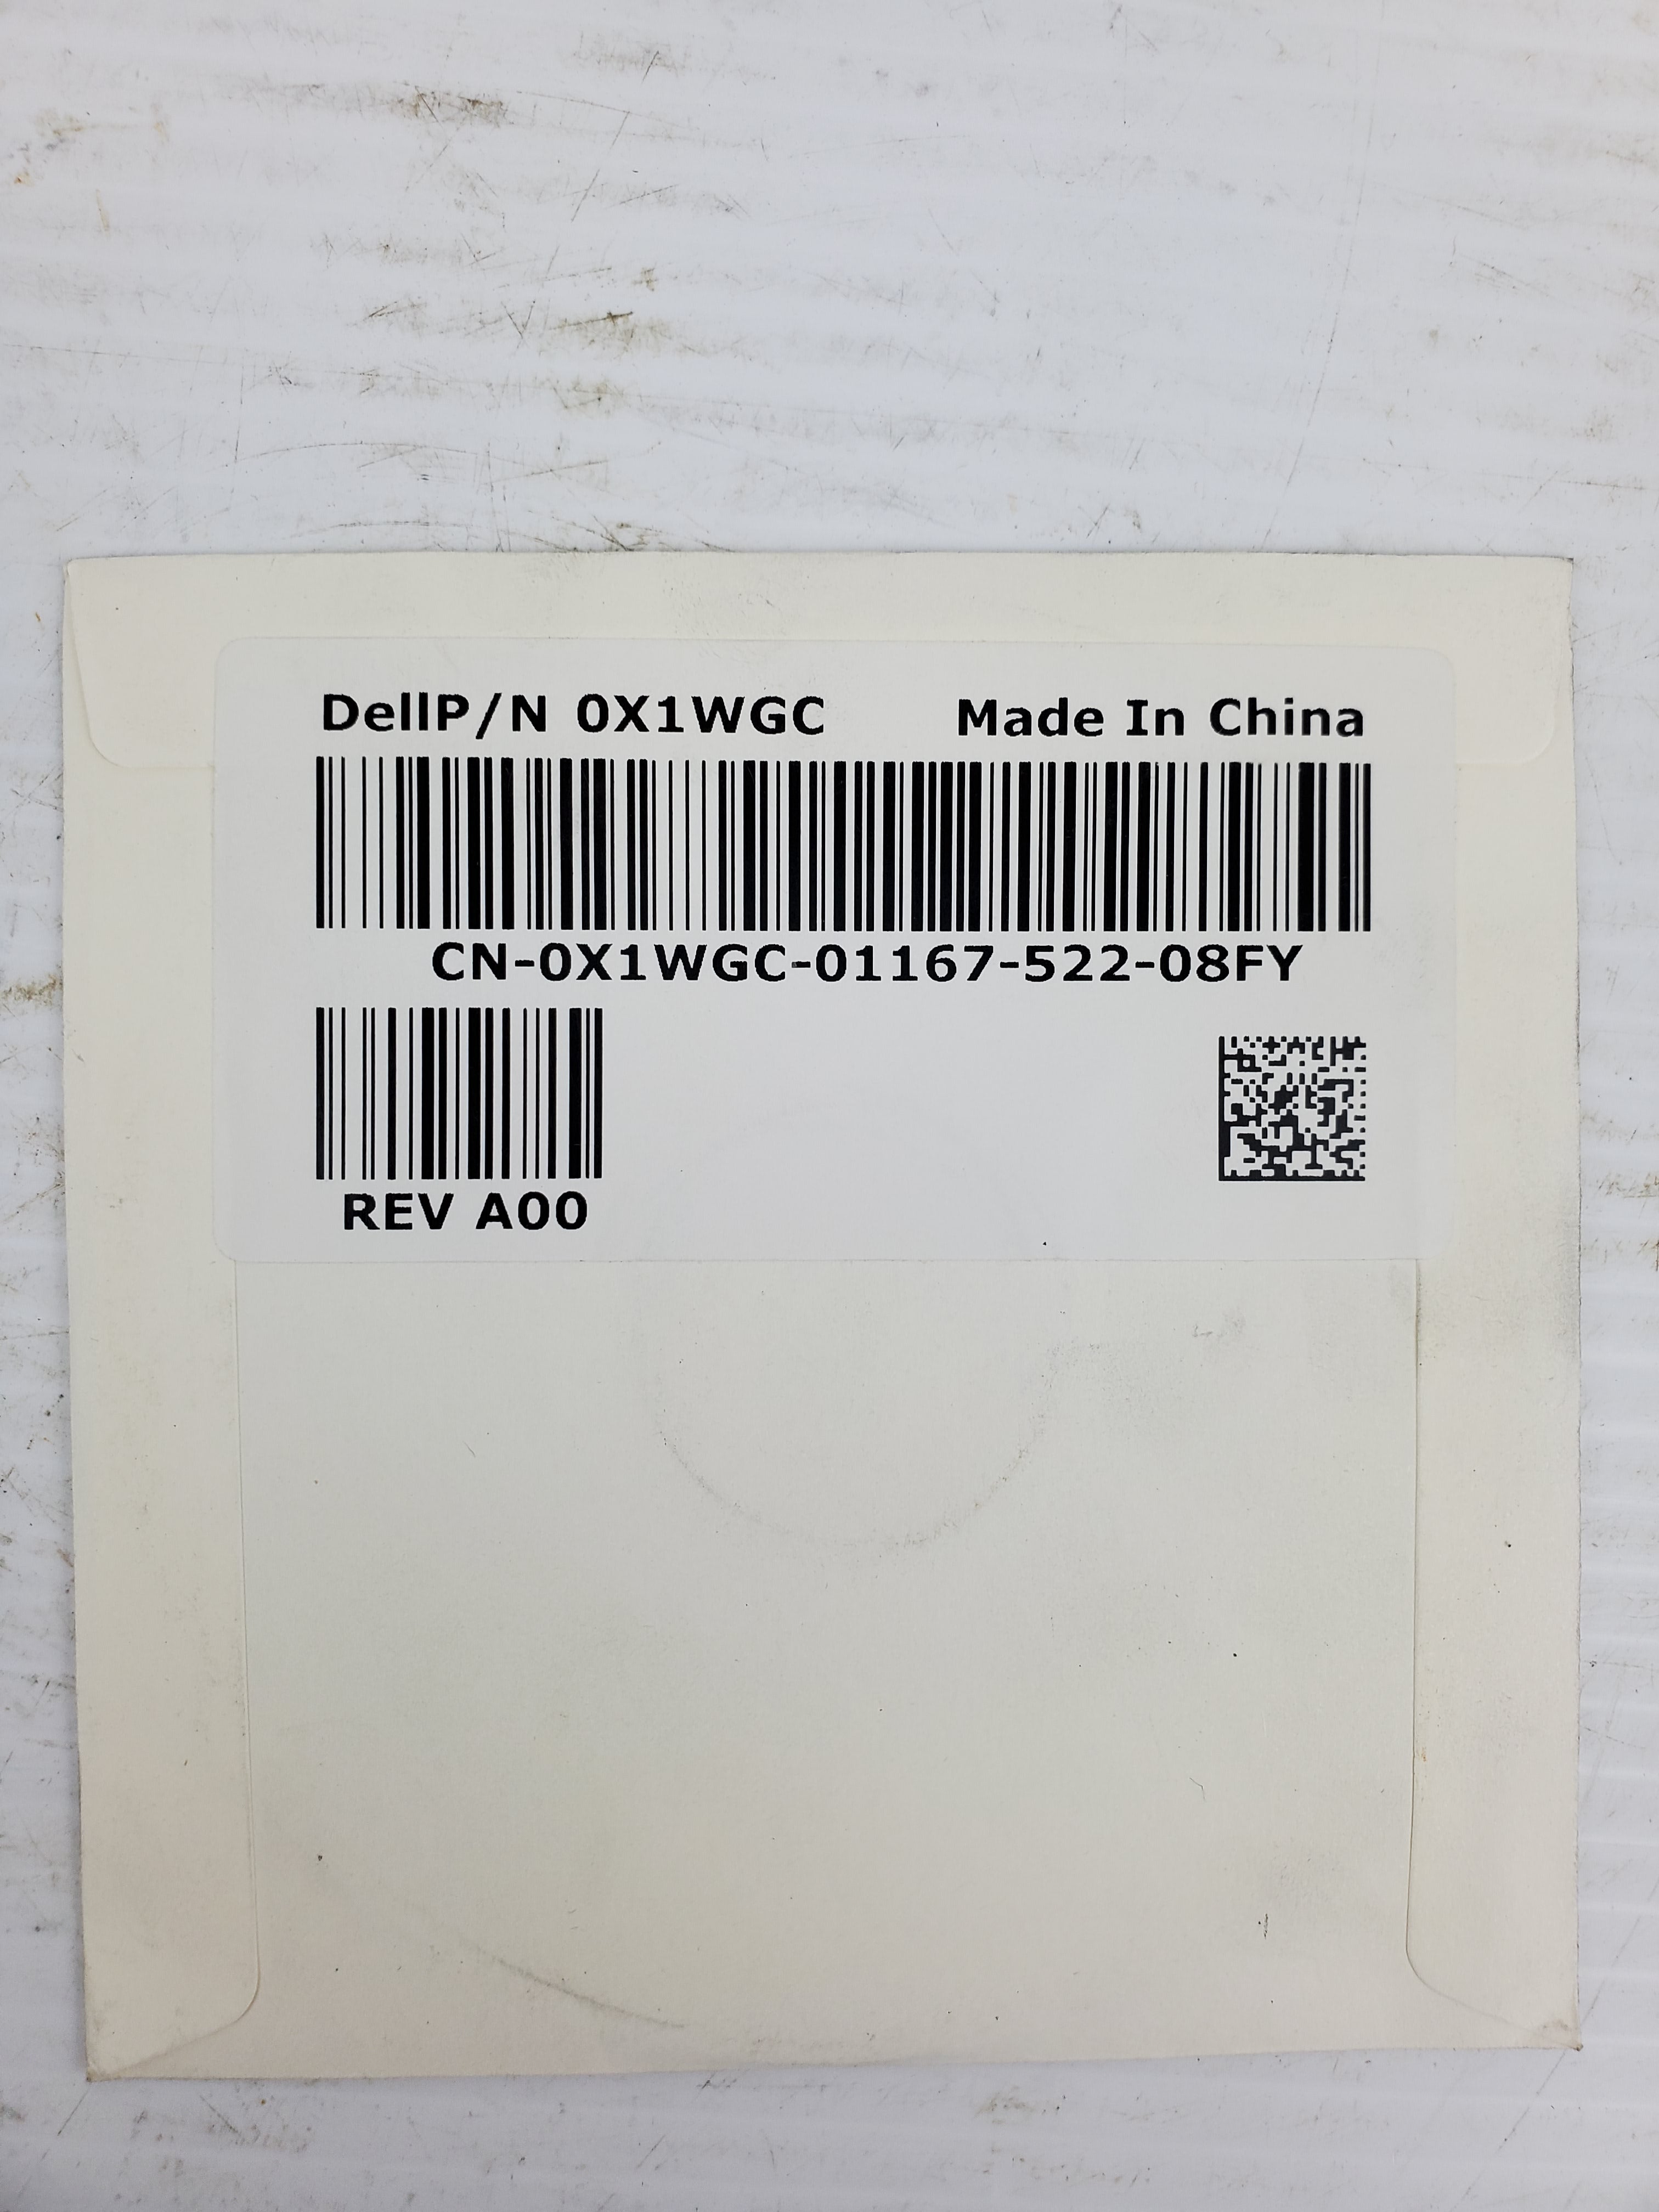 DellP/N 0X1WGC Made In China
CN-0X1WGC-01167-522-08FY
REV A00